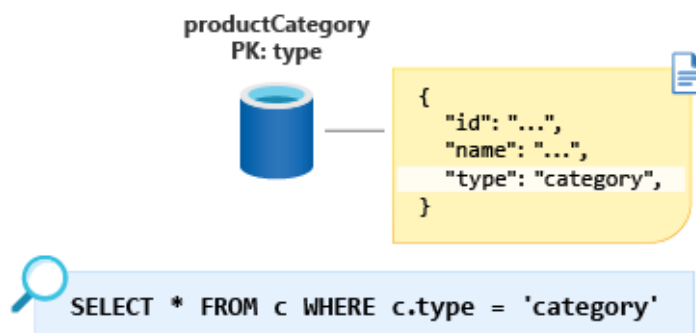 productCategory
PK: type
{
"id": "...",
"name": "...",
"type": "category",
}
SELECT * FROM c WHERE c.type = 'category'